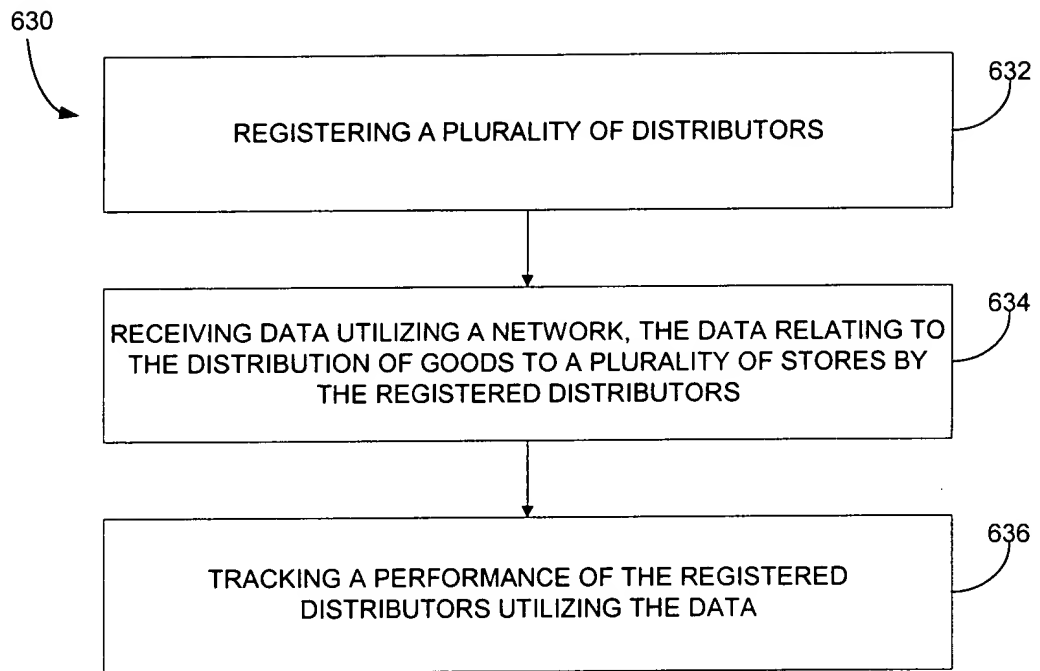 630
632
REGISTERING A PLURALITY OF DISTRIBUTORS
634
RECEIVING DATA UTILIZING A NETWORK, THE DATA RELATING TO
THE DISTRIBUTION OF GOODS TO A PLURALITY OF STORES BY
THE REGISTERED DISTRIBUTORS
636
TRACKING A PERFORMANCE OF THE REGISTERED
DISTRIBUTORS UTILIZING THE DATA